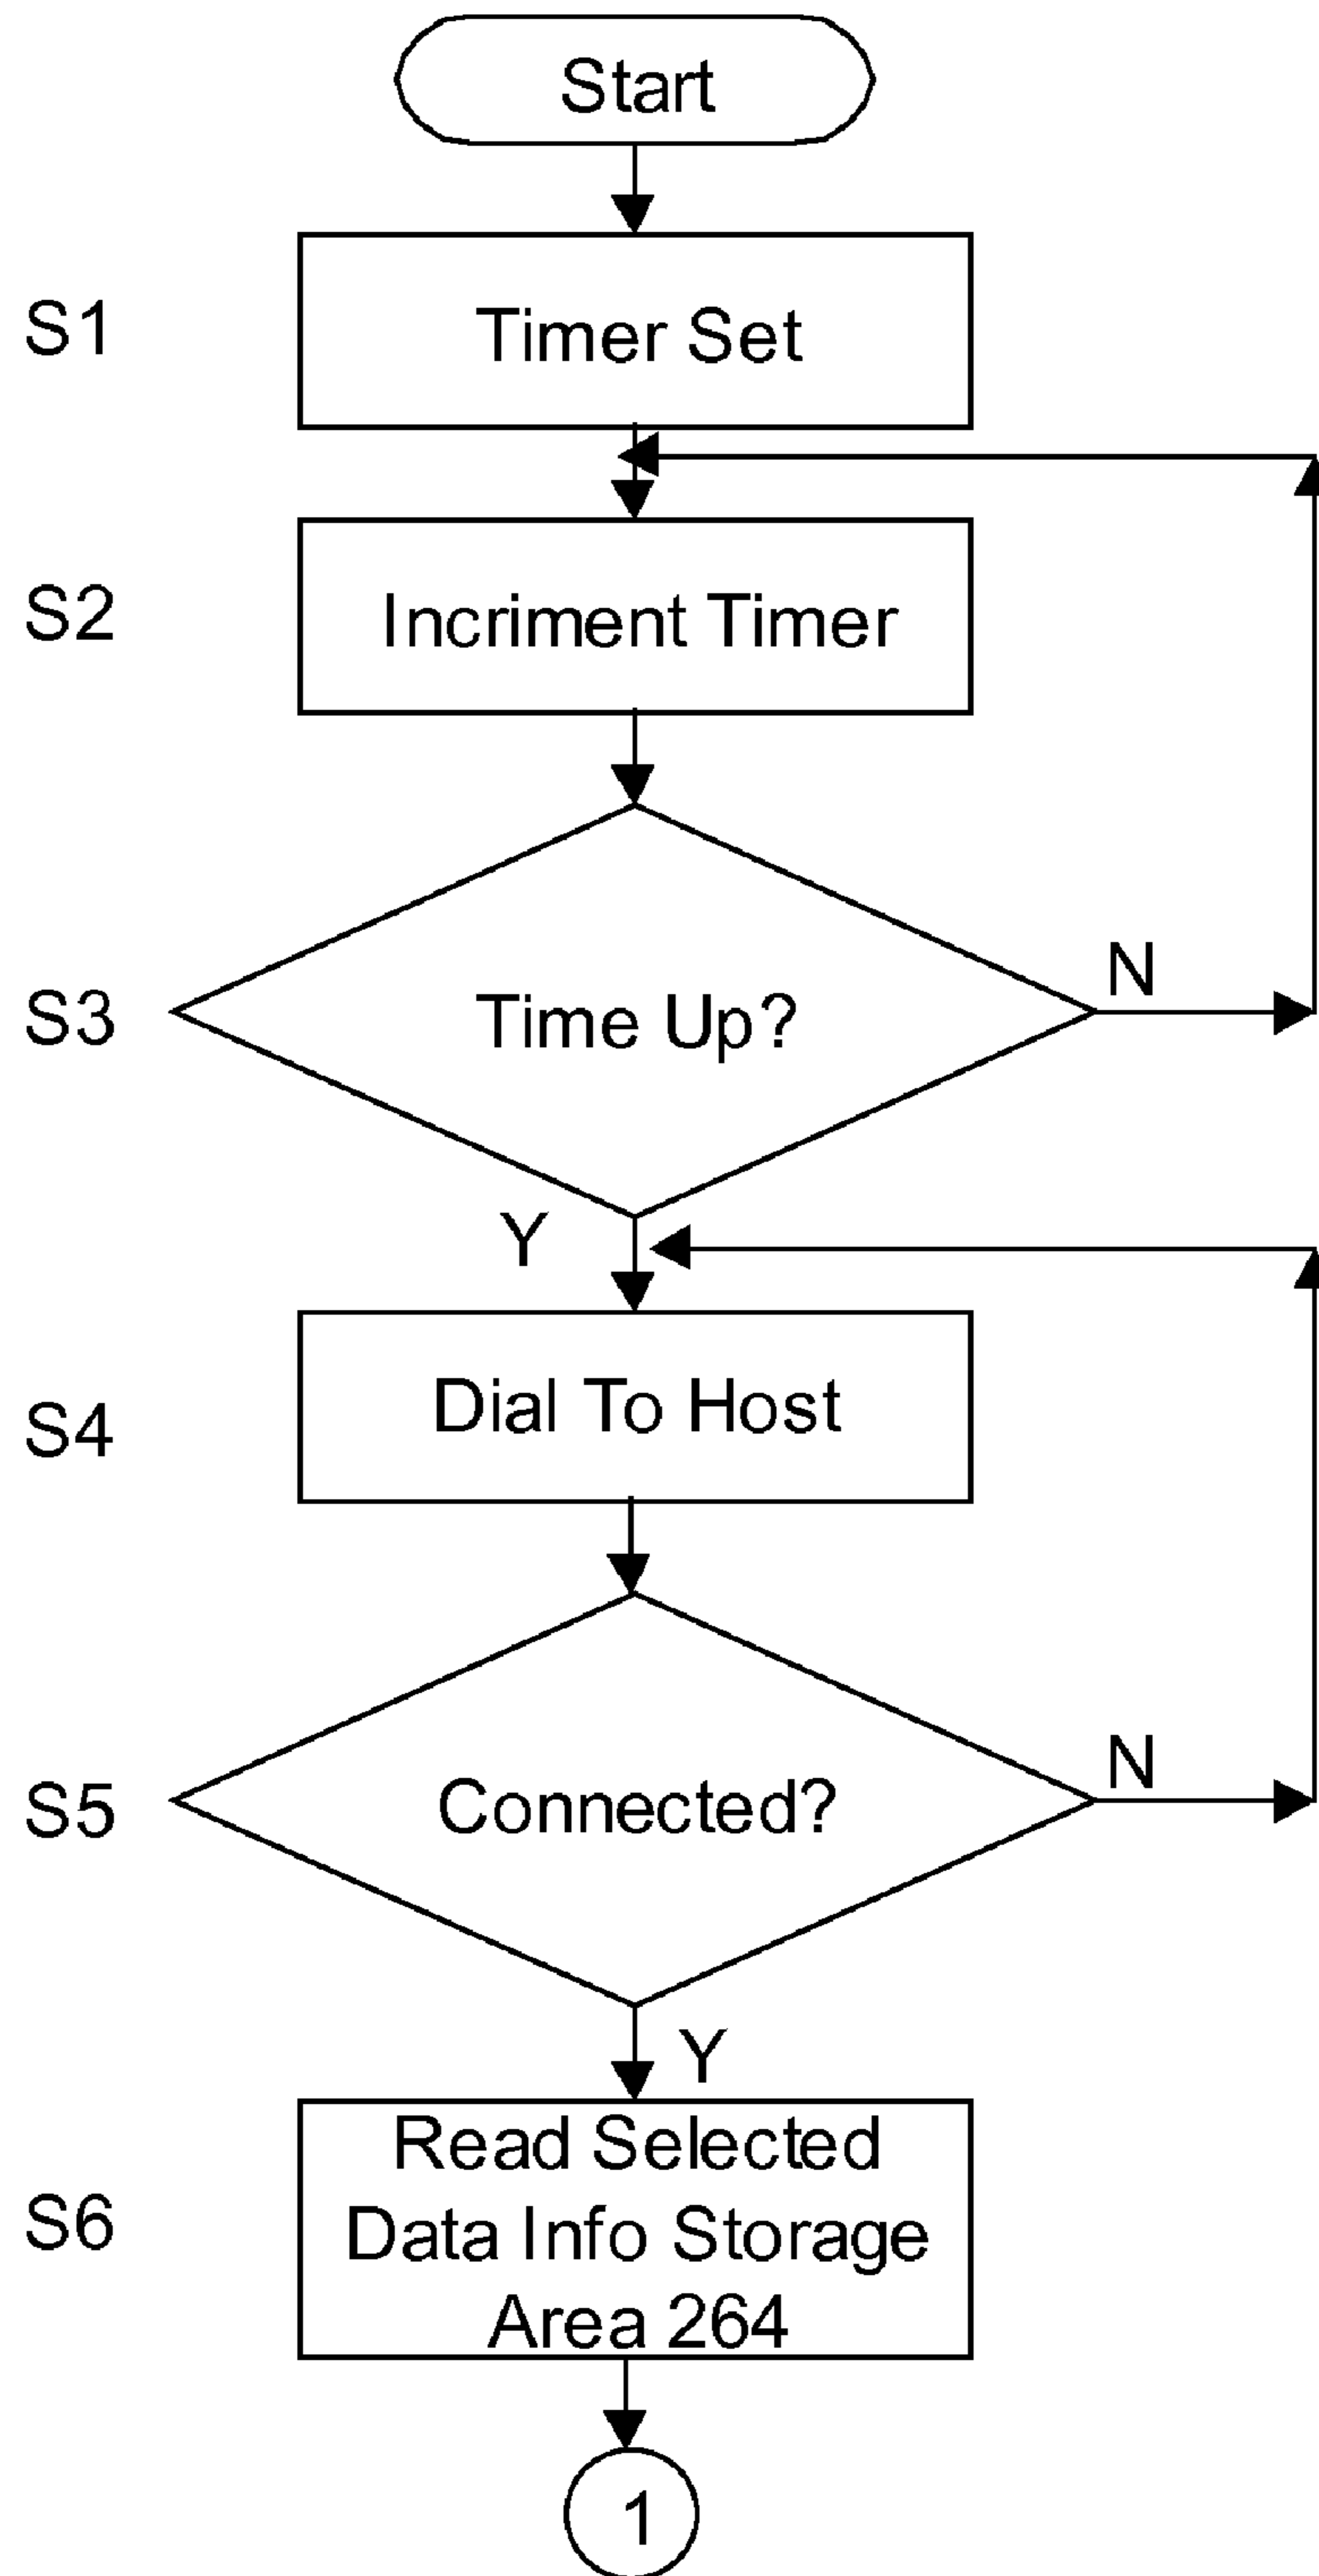 Start
S1
Timer Set
S2
Incriment Timer
S3
Time Up?
N
Y
S4
Dial To Host
S5
Connected?
N
Y
S6
Read Selected
Data Info Storage
Area 264
1